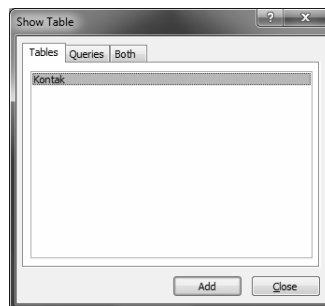 Show Table
? X
Tables Queries Both
Kontak
Add Close